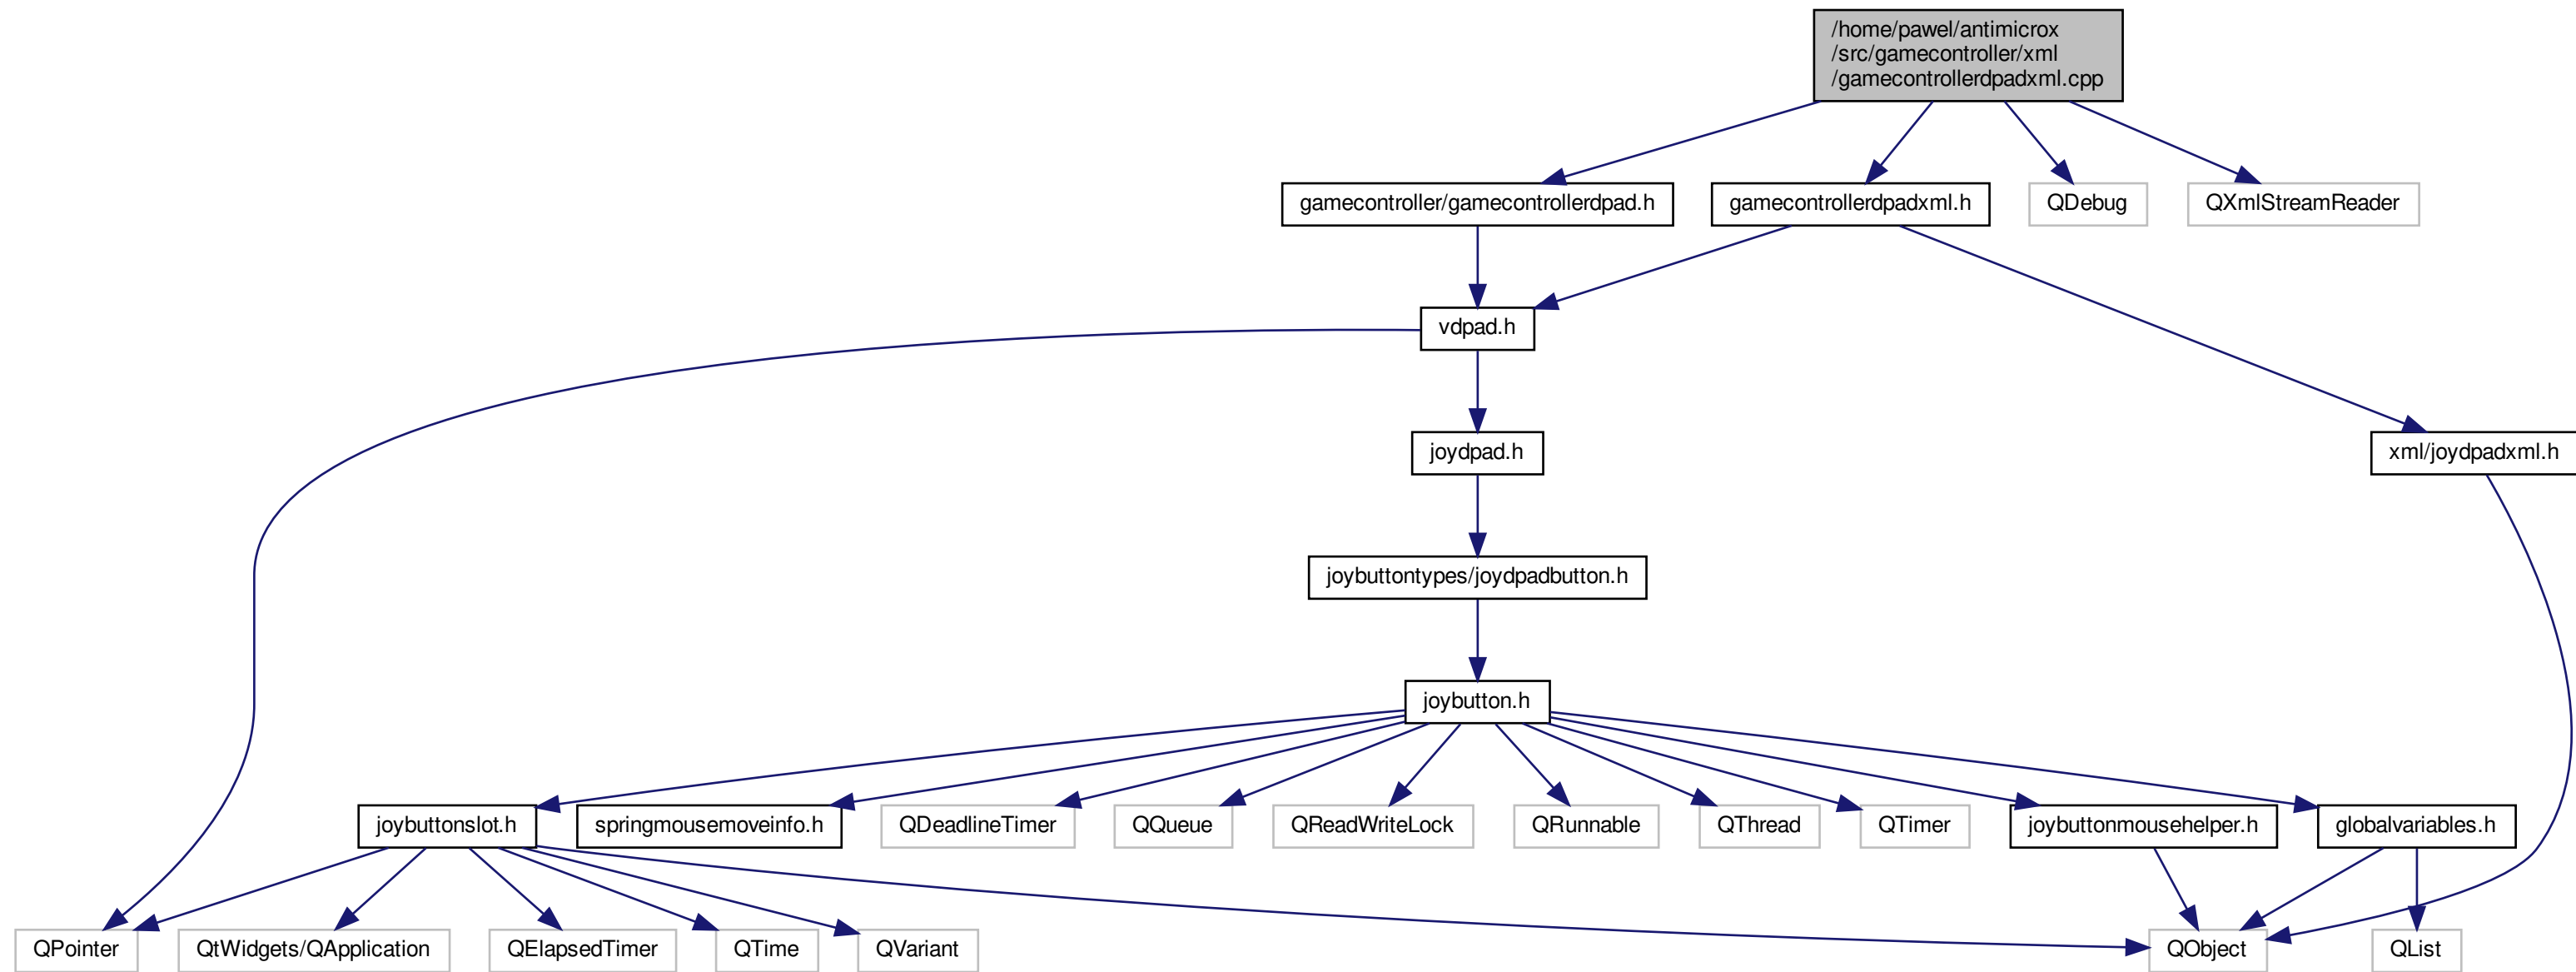 /home/pawel/antimicrox
/src/gamecontroller/xml
/gamecontrollerdpadxml.cpp
gamecontroller/gamecontrollerdpad.h
gamecontrollerdpadxml.h
QDebug
QXmlStreamReader
vdpad.h
joydpad.h
xml/joydpadxml.h
joybuttontypes/joydpadbutton.h
joybutton.h
joybuttonslot.h
springmousemoveinfo.h
QDeadlineTimer
QQueue
QReadWriteLock
QRunnable
QThread
QTimer
joybuttonmousehelper.h
globalvariables.h
QPointer
QtWidgets/QApplication
QElapsedTimer
QTime
QVariant
QObject
QList